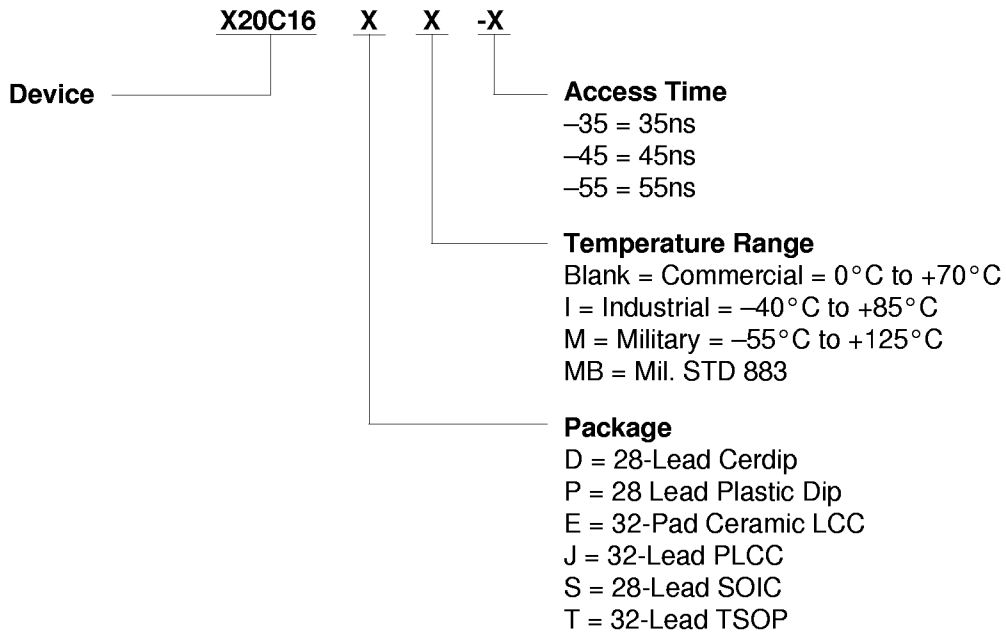 X20C16 X X -X
Device
Access Time
–35 = 35ns
–45 = 45ns
–55 = 55ns
Temperature Range
Blank = Commercial = 0°C to +70°C
I = Industrial = –40°C to +85°C
M = Military = –55°C to +125°C
MB = Mil. STD 883
Package
D = 28-Lead Cerdip
P = 28 Lead Plastic Dip
E = 32-Pad Ceramic LCC
J = 32-Lead PLCC
S = 28-Lead SOIC
T = 32-Lead TSOP